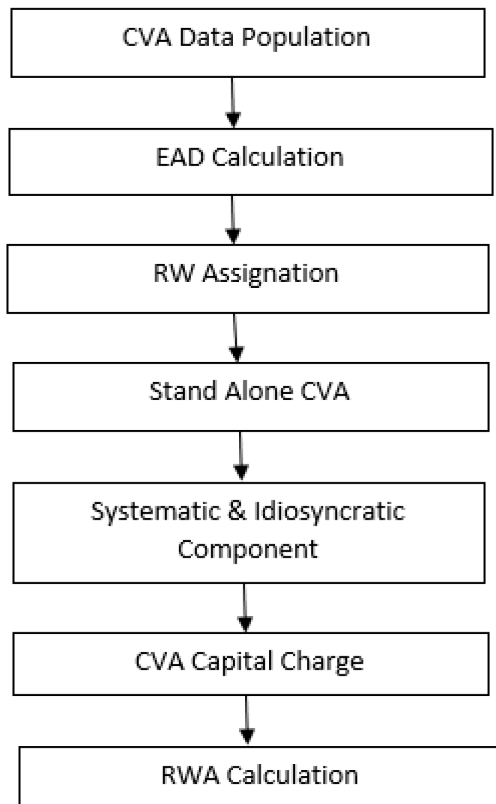 CVA Data Population
EAD Calculation
RW Assignation
Stand Alone CVA
Systematic & Idiosyncratic
Component
CVA Capital Charge
RWA Calculation